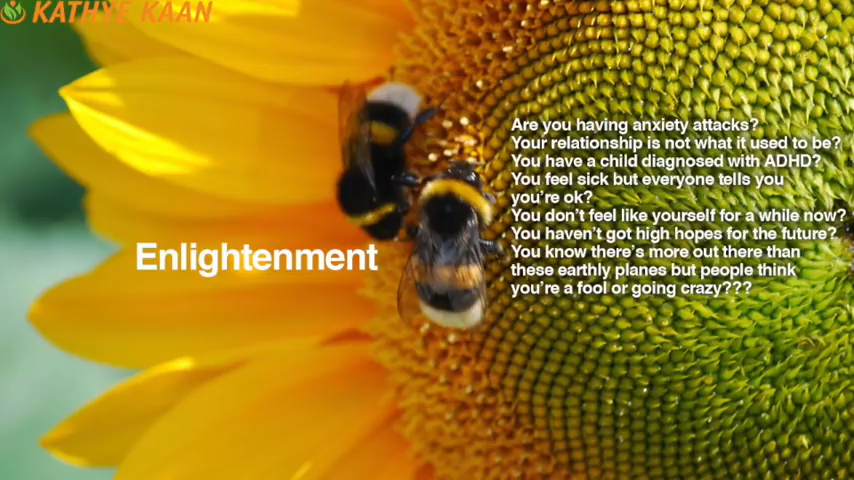 KATHYE KAAN
Are you having anxiety attacks?
Your relationship is not what it used to be?
You have a child diagnosed with ADHD?
You feel sick but everyone tells you
you're ok?
You don't feel like yourself for a while now?
You haven't got high hopes for the future?
You know there's more out there than
these earthly planes but people think
you're a fool or going crazy???
Enlightenment